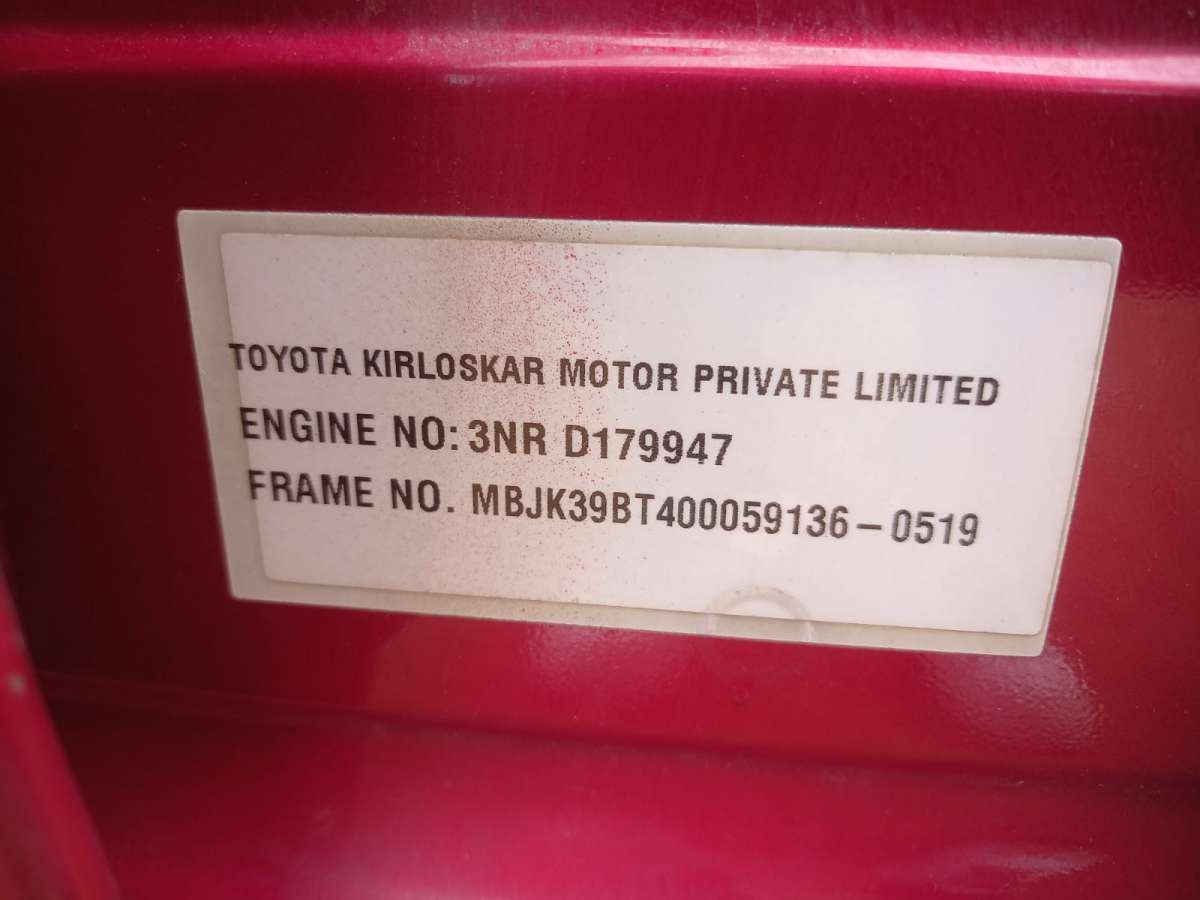 TOYOTA KIRLOSKAR MOTOR PRIVATE LIMITED
ENGINE NO: 3NR D179947
FRAME NO. MBJK39BT400059136-0519